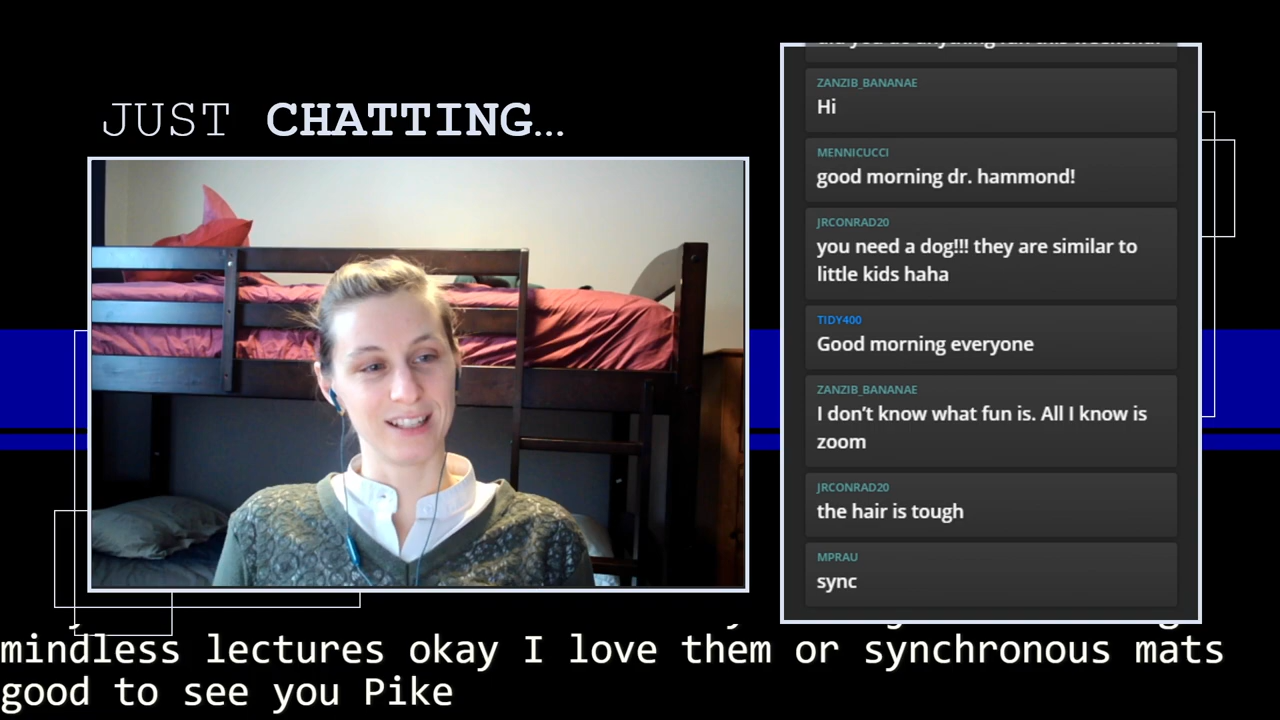 JUST CHATTING...
ZANZIB_BANANAE
Hi
MENNICUCCI
good morning dr. hammond!
JRCONRAD20
you need a dog!!! they are similar to
little kids haha
TIDY400
Good morning everyone
ZANZIB_BANANAE
I don't know what fun is. All I know is
zoom
JRCONRAD20
the hair is tough
MPRAU
sync
mindless lectures okay I love them or synchronous mats
good to see you Pike